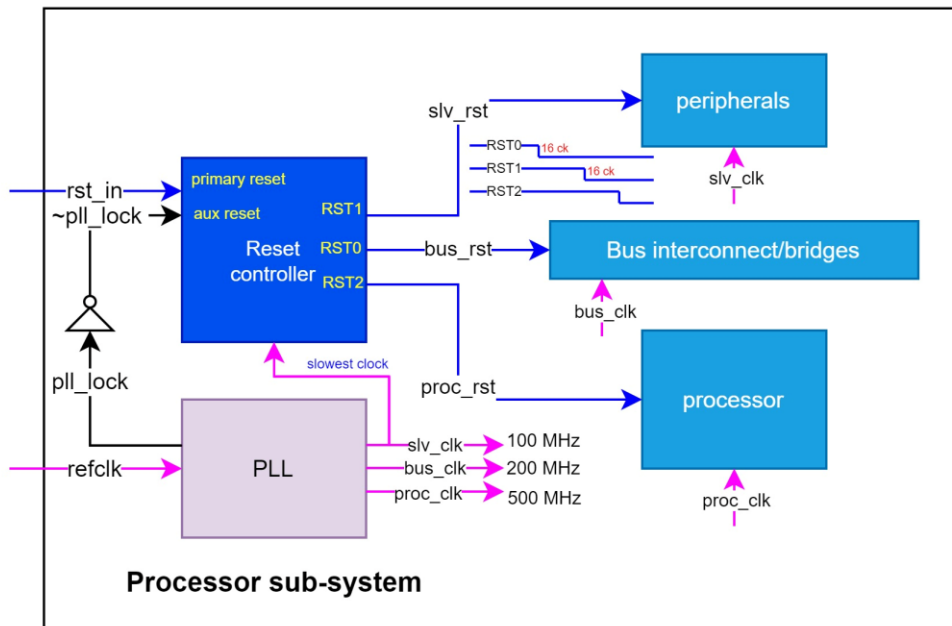 peripherals
slv_rst
RST0
16 ck
RST1
16 ck
RST2
slv_clk
primary reset
rst_in
~pll_lock
aux reset
RST1
Reset
controller
RST0
bus_rst
Bus interconnect/bridges
RST2
bus_clk
slowest clock
pll_lock
proc_rst
processor
PLL
slv_clk
100 MHz
refclk
bus_clk
200 MHz
proc_clk
500 MHz
proc_clk
Processor sub-system